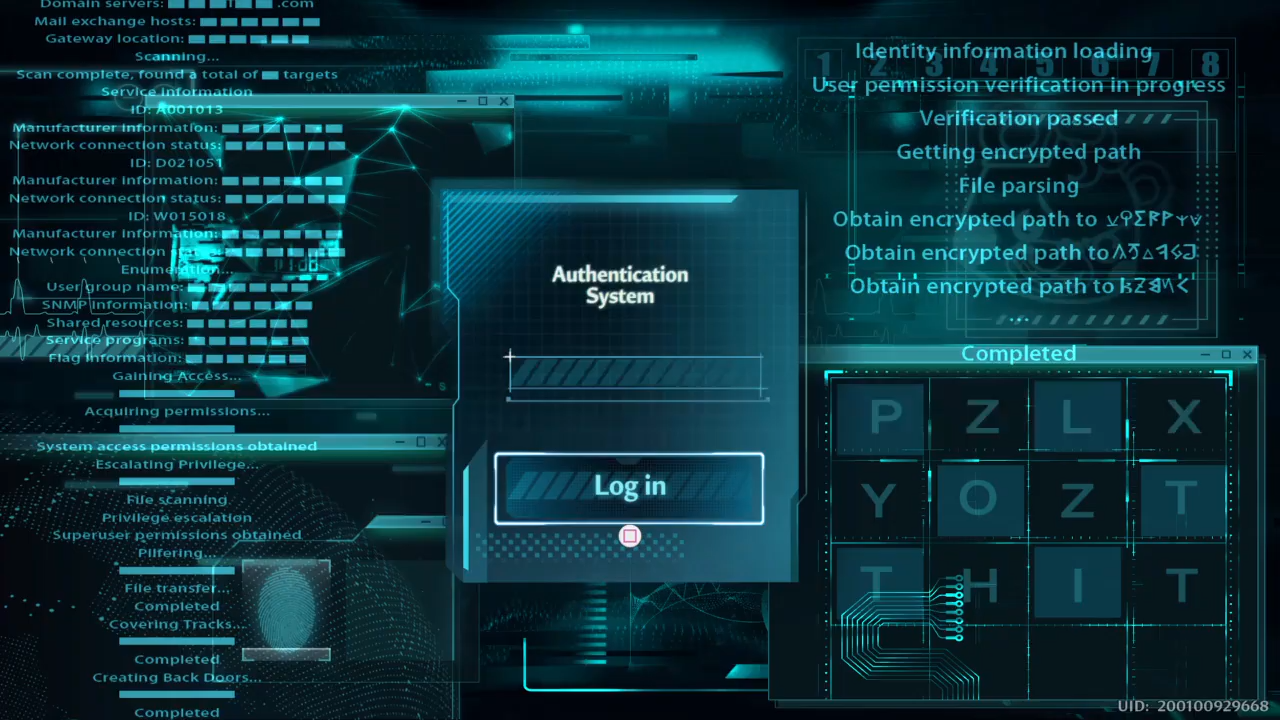 Domain servers: .com
Mail exchange hosts:
Gateway location:
Scanning...
Scan complete, found a total of targets
Service information
ID: A001013
Manufacturer Information:
Network connection status:
ID: D021051
Manufacturer Information:
Network connection status:
ID: W015018
Manufacturer Information:
Network connection status:
Enumeration...
User group name:
SNMP Information:
Shared resources:
Service programs:
Flag Information:
Gaining Access...
Acquiring permissions...
System access permissions obtained
Escalating Privilege...
File scanning
Privilege escalation
Superuser permissions obtained
Pilfering...
File transfer...
Completed
Covering Tracks...
Completed
Creating Back Doors...
Completed
Authentication
System
Log in
1 2 3 4 5 6 7 8
Identity information loading
User permission verification in progress
Verification passed
Getting encrypted path
File parsing
Obtain encrypted path to
Obtain encrypted path to
Obtain encrypted path to
...
Completed
P Z L X
Y O Z T
T H I T
UID: 200100929668